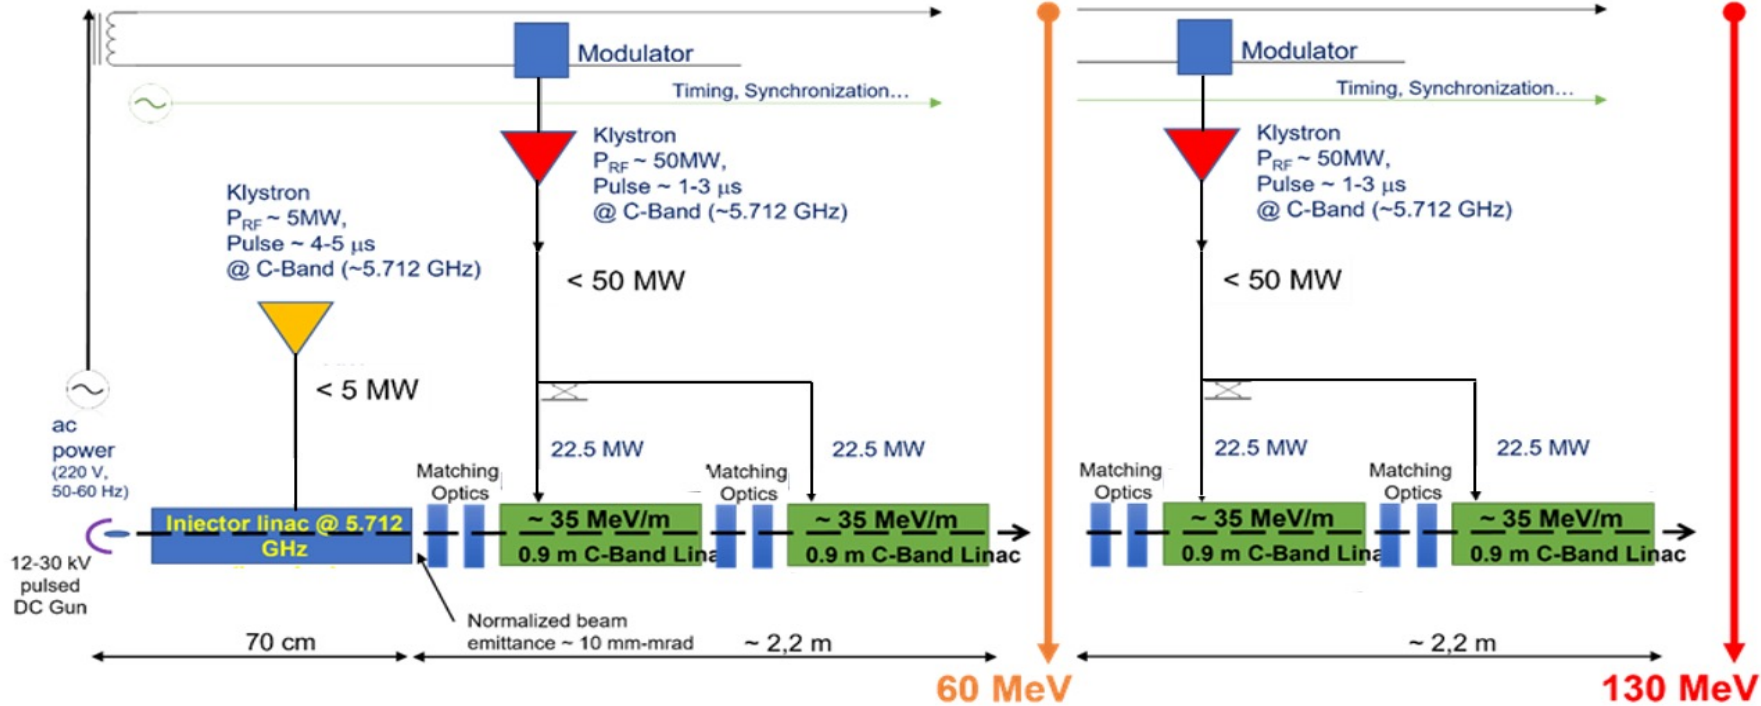 Modulator
Timing, Synchronization...
Klystron
P_RF ~ 50MW,
Pulse ~ 1-3 μs
@ C-Band (~5.712 GHz)
Klystron
P_RF ~ 5MW,
Pulse ~ 4-5 μs
@ C-Band (~5.712 GHz)
< 50 MW
< 5 MW
ac
power
(220 V,
50-60 Hz)
22.5 MW
22.5 MW
Matching
Optics
Matching
Optics
Injector linac @ 5.712
GHz
~ 35 MeV/m
0.9 m C-Band Lina
~ 35 MeV/m
0.9 m C-Band Linac
12-30 kV
pulsed
DC Gun
Normalized beam
emittance ~ 10 mm-mrad
70 cm
~ 2,2 m
60 MeV
Modulator
Timing, Synchronization...
Klystron
P_RF ~ 50MW,
Pulse ~ 1-3 μs
@ C-Band (~5.712 GHz)
< 50 MW
22.5 MW
22.5 MW
Matching
Optics
Matching
Optics
~ 35 MeV/m
0.9 m C-Band Lina
~ 35 MeV/m
0.9 m C-Band Linac
~ 2,2 m
130 MeV